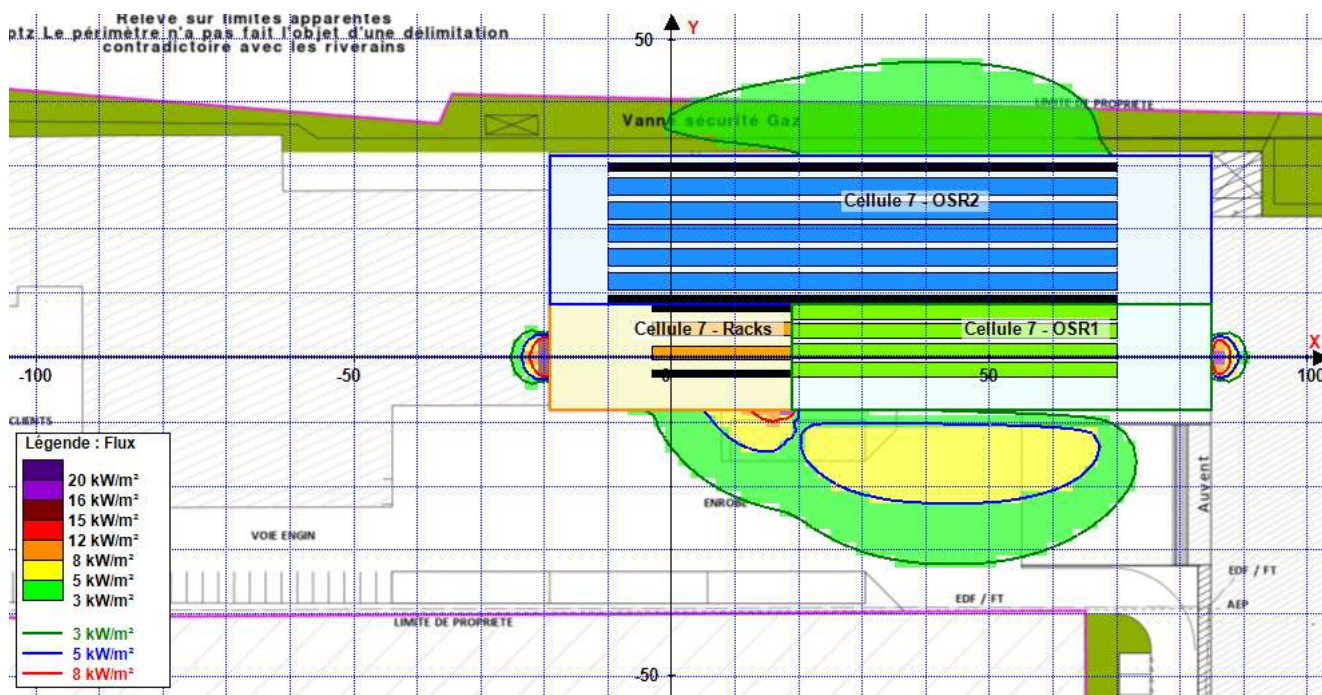 Relevé sur limites apparentes
ptz Le périmètre n'a pas fait l'objet d'une délimitation
contradictoire avec les riverains
50
Y
LIMITE DE PROPRIETE
Vanne sécurité Gaz
Cellule 7 - OSR2
Cellule 7 - Racks
Cellule 7 - OSR1
X
-100
-50
0
50
100
CLIENTS
Légende : Flux
20 kW/m²
16 kW/m²
15 kW/m²
12 kW/m²
8 kW/m²
5 kW/m²
3 kW/m²
3 kW/m²
5 kW/m²
8 kW/m²
VOIE ENGIN
ENROBE
Auvent
EDF / FT
EDF / FT
AEP
LIMITE DE PROPRIETE
-50